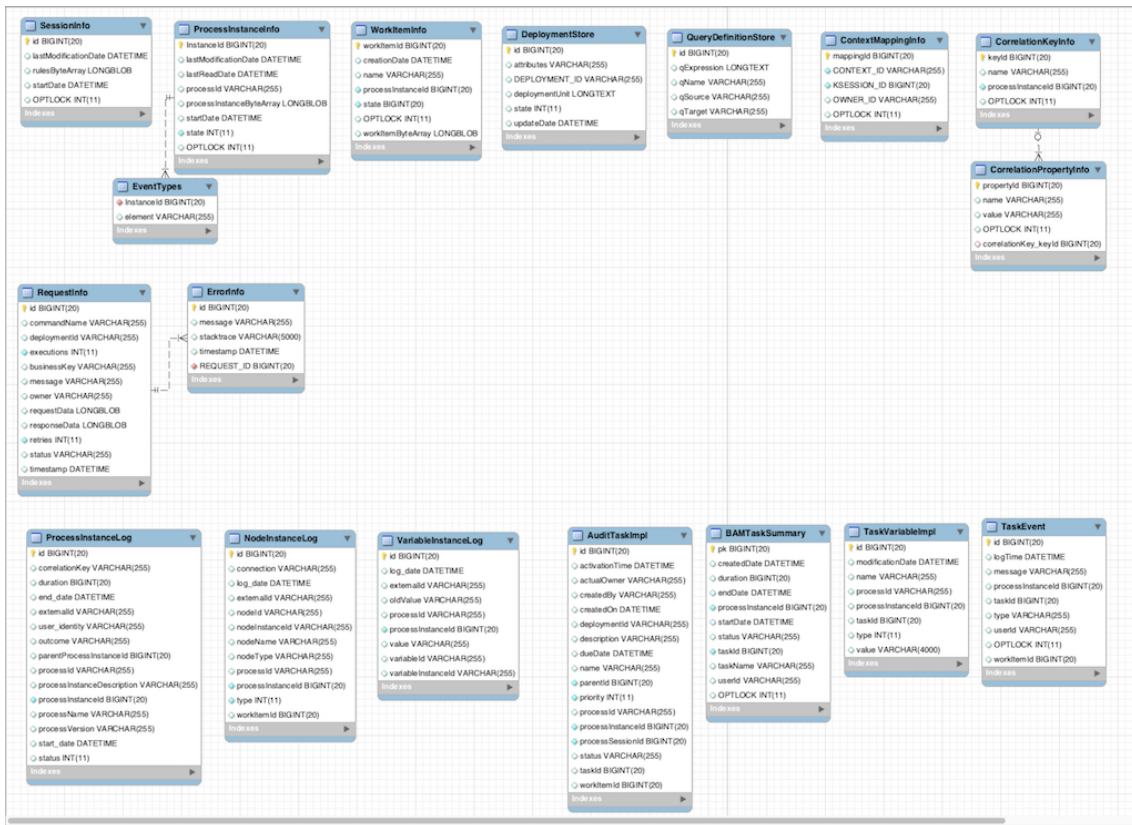 SessionInfo
id BIGINT(20)
lastModificationDate DATETIME
rulesByteArray LONGBLOB
startDate DATETIME
OPTLOCK INT(11)
Indexes
ProcessInstanceInfo
InstanceId BIGINT(20)
lastModificationDate DATETIME
lastReadDate DATETIME
processId VARCHAR(255)
processInstanceByteArray LONGBLOB
startDate DATETIME
state INT(11)
OPTLOCK INT(11)
Indexes
WorkItemInfo
workItemId BIGINT(20)
creationDate DATETIME
name VARCHAR(255)
processInstanceId BIGINT(20)
state BIGINT(20)
OPTLOCK INT(11)
workItemByteArray LONGBLOB
Indexes
DeploymentStore
id BIGINT(20)
attributes VARCHAR(255)
DEPLOYMENT_ID VARCHAR(255)
deploymentUnit LONGTEXT
state INT(11)
updateDate DATETIME
Indexes
QueryDefinitionStore
id BIGINT(20)
qExpression LONGTEXT
qName VARCHAR(255)
qSource VARCHAR(255)
qTarget VARCHAR(255)
Indexes
ContextMappingInfo
mappingId BIGINT(20)
CONTEXT_ID VARCHAR(255)
KSESSION_ID BIGINT(20)
OWNER_ID VARCHAR(255)
OPTLOCK INT(11)
Indexes
CorrelationKeyInfo
keyId BIGINT(20)
name VARCHAR(255)
processInstanceId BIGINT(20)
OPTLOCK INT(11)
Indexes
EventTypes
InstanceId BIGINT(20)
element VARCHAR(255)
Indexes
CorrelationPropertyInfo
propertyId BIGINT(20)
name VARCHAR(255)
value VARCHAR(255)
OPTLOCK INT(11)
correlationKey_keyId BIGINT(20)
Indexes
RequestInfo
id BIGINT(20)
commandName VARCHAR(255)
deploymentId VARCHAR(255)
executions INT(11)
businessKey VARCHAR(255)
message VARCHAR(255)
owner VARCHAR(255)
requestData LONGBLOB
responseData LONGBLOB
retries INT(11)
status VARCHAR(255)
timestamp DATETIME
Indexes
ErrorInfo
id BIGINT(20)
message VARCHAR(255)
stacktrace VARCHAR(5000)
timestamp DATETIME
REQUEST_ID BIGINT(20)
Indexes
ProcessInstanceLog
id BIGINT(20)
correlationKey VARCHAR(255)
duration BIGINT(20)
end_date DATETIME
externalId VARCHAR(255)
user_identity VARCHAR(255)
outcome VARCHAR(255)
parentProcessInstanceId BIGINT(20)
processId VARCHAR(255)
processInstanceDescription VARCHAR(255)
processInstanceId BIGINT(20)
processName VARCHAR(255)
processVersion VARCHAR(255)
start_date DATETIME
status INT(11)
Indexes
NodeInstanceLog
id BIGINT(20)
connection VARCHAR(255)
log_date DATETIME
externalId VARCHAR(255)
nodeId VARCHAR(255)
nodeInstanceId VARCHAR(255)
nodeName VARCHAR(255)
nodeType VARCHAR(255)
processId VARCHAR(255)
processInstanceId BIGINT(20)
type INT(11)
workItemId BIGINT(20)
Indexes
VariableInstanceLog
id BIGINT(20)
log_date DATETIME
externalId VARCHAR(255)
oldValue VARCHAR(255)
processId VARCHAR(255)
processInstanceId BIGINT(20)
value VARCHAR(255)
variableId VARCHAR(255)
variableInstanceId VARCHAR(255)
Indexes
AuditTaskImpl
id BIGINT(20)
activationTime DATETIME
actualOwner VARCHAR(255)
createdBy VARCHAR(255)
createdOn DATETIME
deploymentId VARCHAR(255)
description VARCHAR(255)
dueDate DATETIME
name VARCHAR(255)
parentId BIGINT(20)
priority INT(11)
processId VARCHAR(255)
processInstanceId BIGINT(20)
processSessionId BIGINT(20)
status VARCHAR(255)
taskId BIGINT(20)
workItemId BIGINT(20)
Indexes
BAMTaskSummary
pk BIGINT(20)
createdDate DATETIME
duration BIGINT(20)
endDate DATETIME
processInstanceId BIGINT(20)
startDate DATETIME
status VARCHAR(255)
taskId BIGINT(20)
taskName VARCHAR(255)
userId VARCHAR(255)
OPTLOCK INT(11)
Indexes
TaskVariableImpl
id BIGINT(20)
modificationDate DATETIME
name VARCHAR(255)
processId VARCHAR(255)
processInstanceId BIGINT(20)
taskId BIGINT(20)
type INT(11)
value VARCHAR(4000)
Indexes
TaskEvent
id BIGINT(20)
logTime DATETIME
message VARCHAR(255)
processInstanceId BIGINT(20)
taskId BIGINT(20)
type VARCHAR(255)
userId VARCHAR(255)
OPTLOCK INT(11)
workItemId BIGINT(20)
Indexes